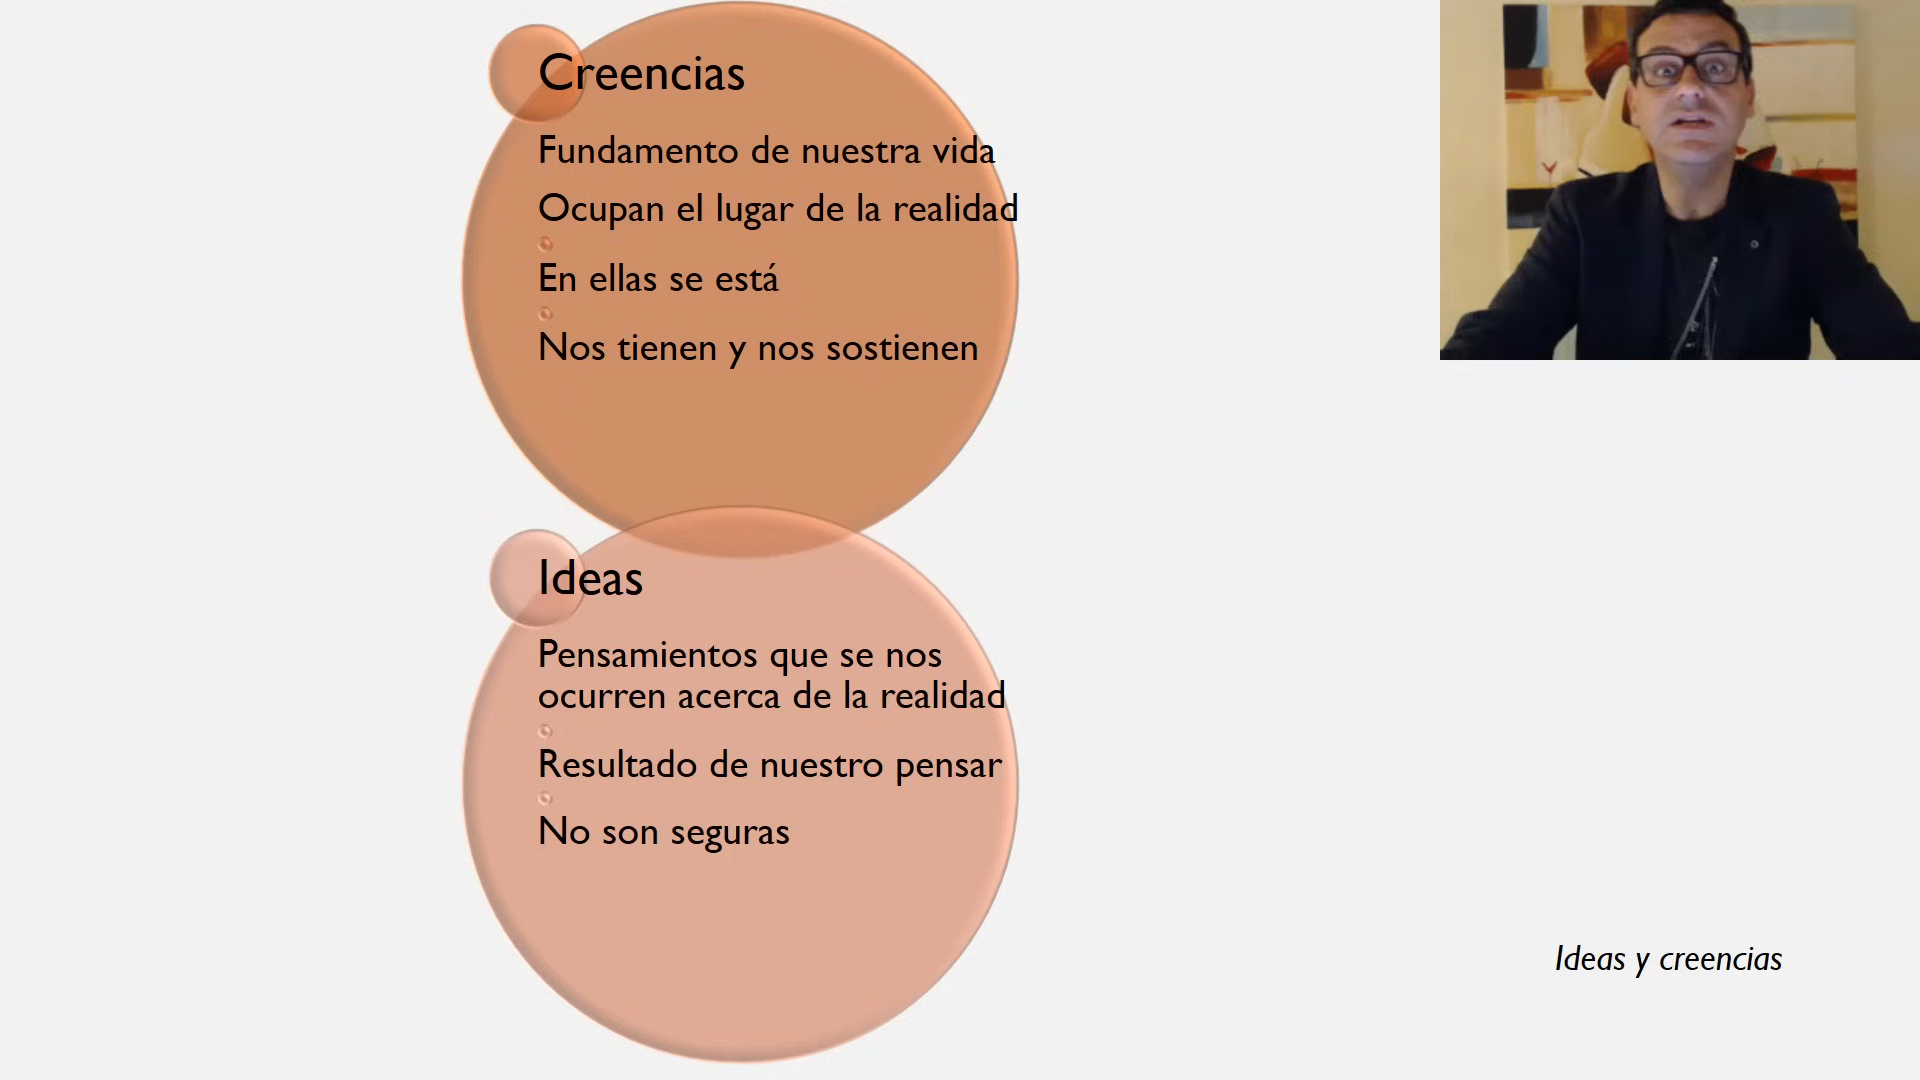 Creencias
Fundamento de nuestra vida
Ocupan el lugar de la realidad
En ellas se está
Nos tienen y nos sostienen
Ideas
Pensamientos que se nos
ocurren acerca de la realidad
Resultado de nuestro pensar
No son seguras
Ideas y creencias